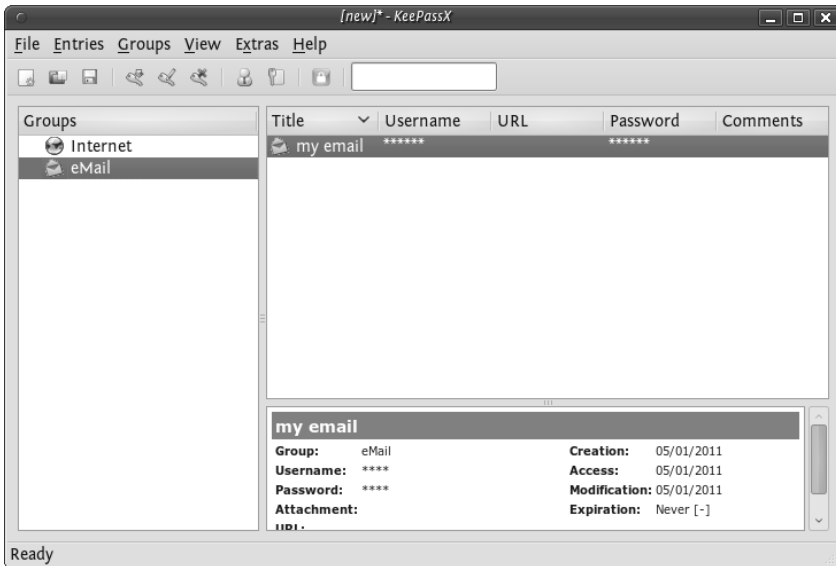 [new]* - KeePassX
File Entries Groups View Extras Help
Groups
Internet
eMail
Title Username URL Password Comments
my email ****** ******
my email
Group: eMail Creation: 05/01/2011
Username: **** Access: 05/01/2011
Password: **** Modification: 05/01/2011
Attachment: Expiration: Never [-]
URL:
Ready